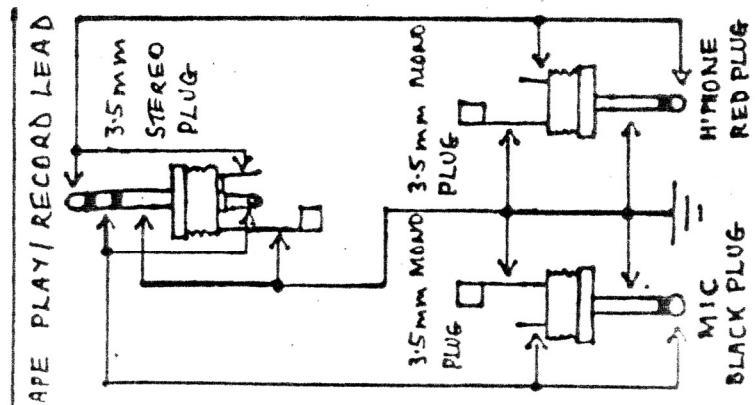 APE PLAY/RECORD LEAD
3.5mm
STEREO
PLUG
3.5mm MONO
PLUG
3.5mm MONO
PLUG
H'PHONE
RED PLUG
MIC
BLACK PLUG